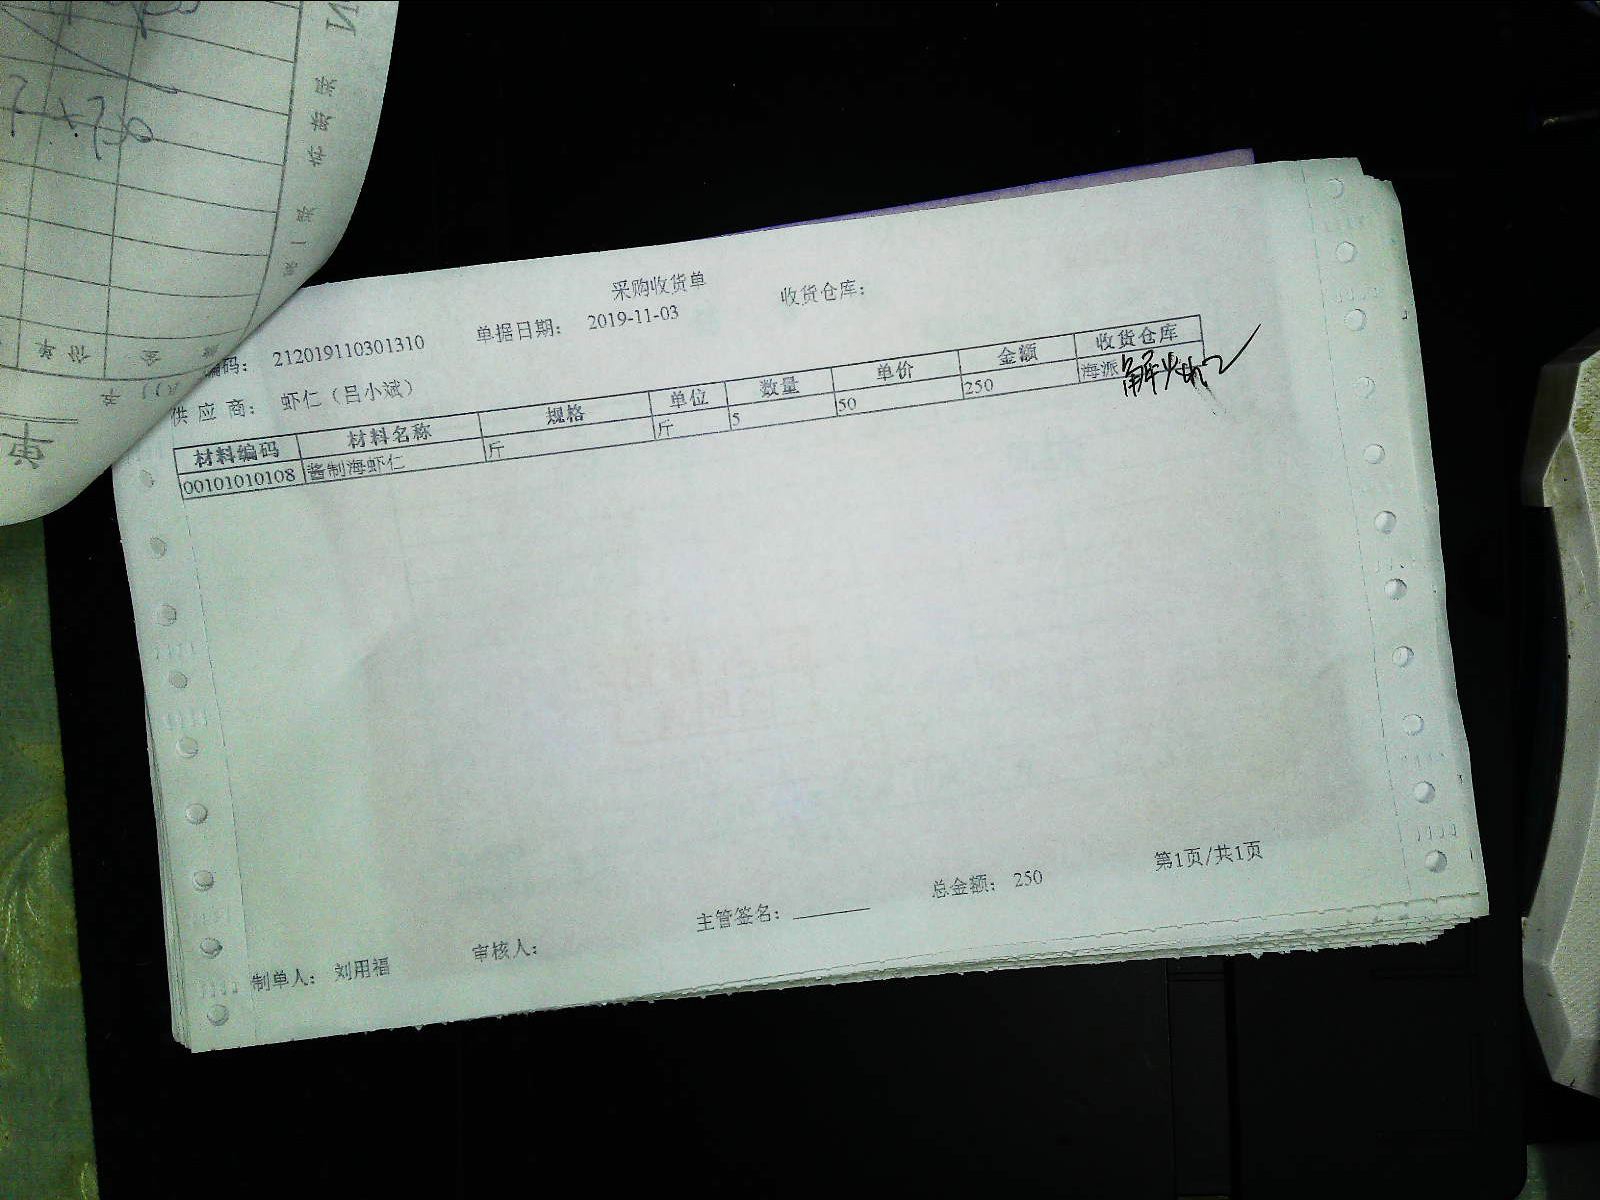 采购收货单
编码： 212019110301310 单据日期： 2019-11-03 收货仓库：
供应商： 虾仁（吕小斌）
材料编码 材料名称 规格 单位 数量 单价 金额 收货仓库
00101010108 酱制海虾仁 斤 斤 5 50 250 海派
制单人： 刘用福 审核人： 主管签名： 总金额： 250 第1页/共1页